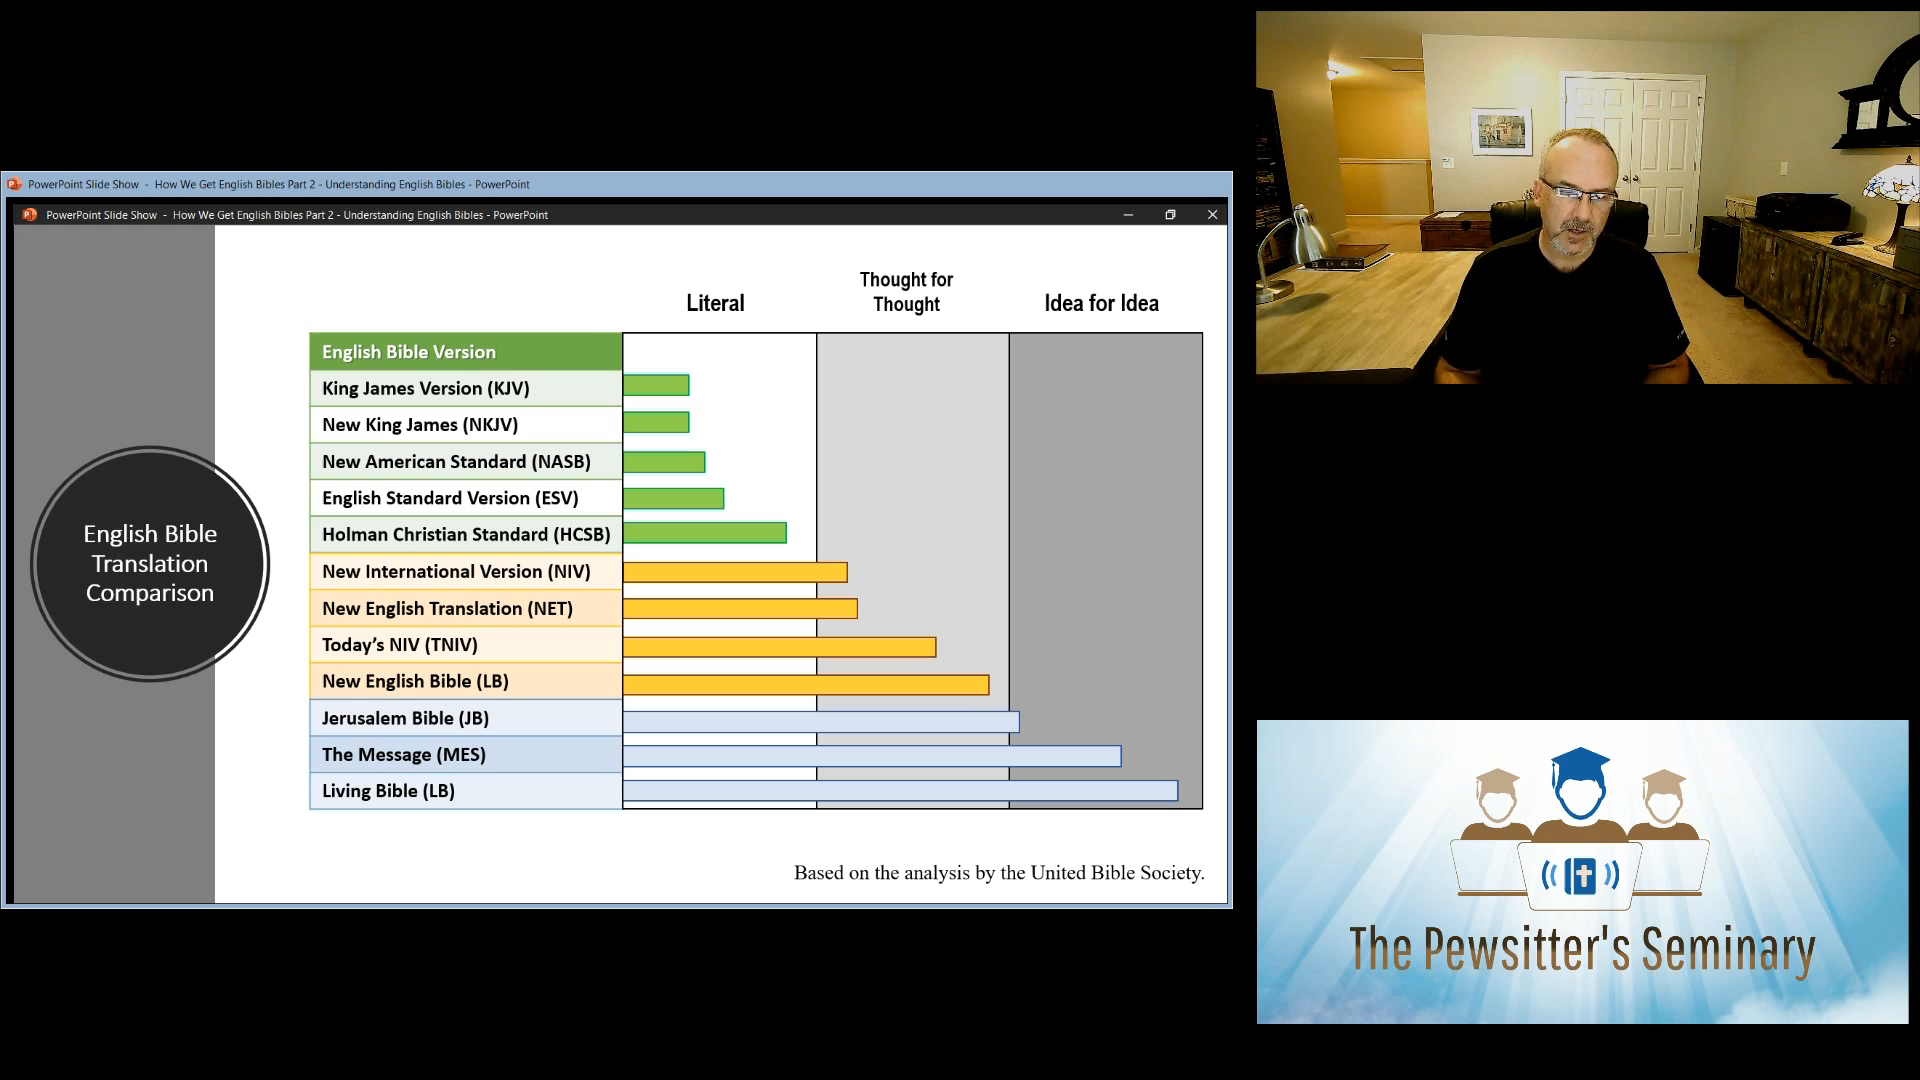 PowerPoint Slide Show - How We Get English Bibles Part 2 - Understanding English Bibles - PowerPoint
PowerPoint Slide Show - How We Get English Bibles Part 2 - Understanding English Bibles - PowerPoint
English Bible
Translation
Comparison
Literal
Thought for
Thought
Idea for Idea
English Bible Version
King James Version (KJV)
New King James (NKJV)
New American Standard (NASB)
English Standard Version (ESV)
Holman Christian Standard (HCSB)
New International Version (NIV)
New English Translation (NET)
Today’s NIV (TNIV)
New English Bible (LB)
Jerusalem Bible (JB)
The Message (MES)
Living Bible (LB)
Based on the analysis by the United Bible Society.
The Pewsitter's Seminary